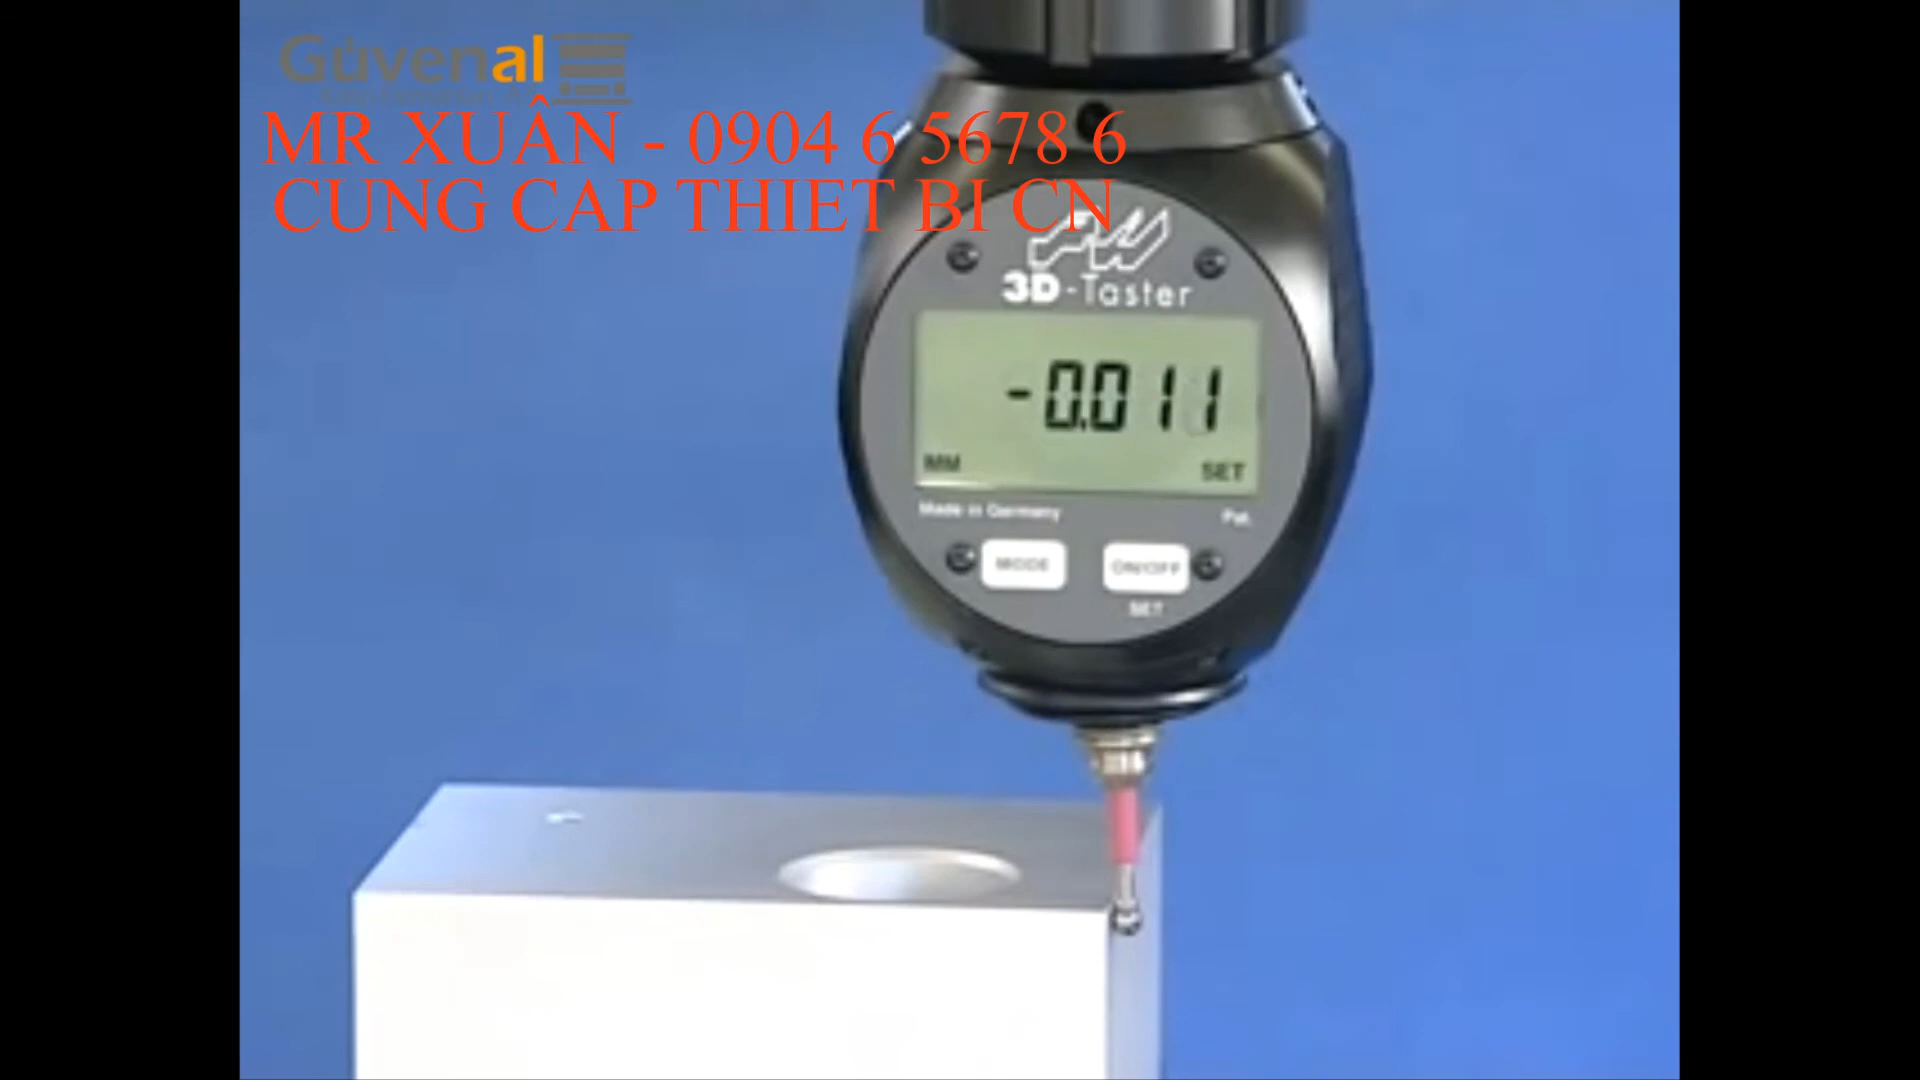 Güvenal
MR XUÂN - 0904 6 5678 6
CUNG CAP THIET BI CN
3D-Taster
-0.011
MM SET
Made in Germany Pat.
MODE ON/OFF
SET